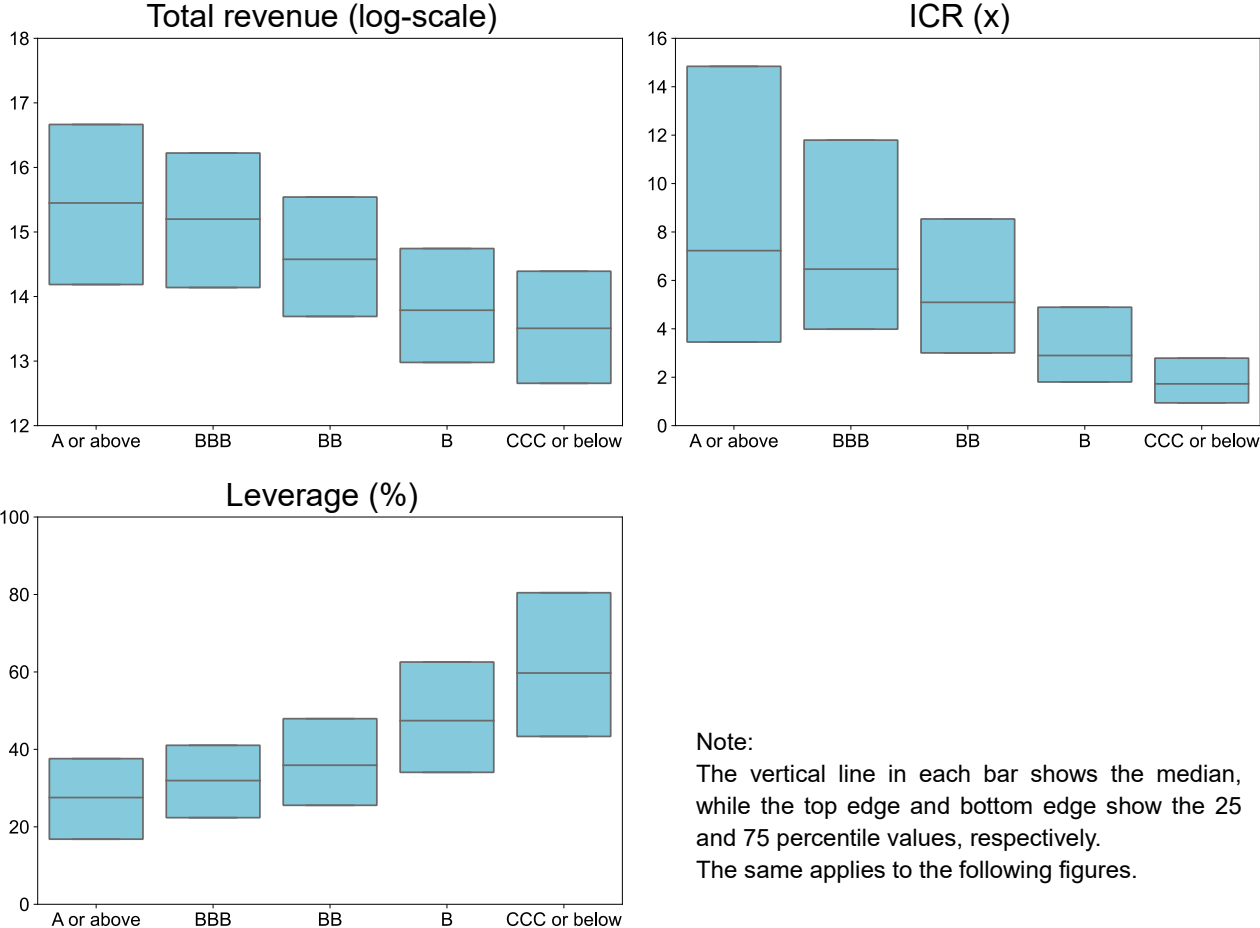 Total revenue (log-scale)
18
17
16
15
14
13
12
A or above BBB BB B CCC or below
ICR (x)
16
14
12
10
8
6
4
2
0
A or above BBB BB B CCC or below
Leverage (%)
100
80
60
40
20
0
A or above BBB BB B CCC or below
Note:
The vertical line in each bar shows the median,
while the top edge and bottom edge show the 25
and 75 percentile values, respectively.
The same applies to the following figures.